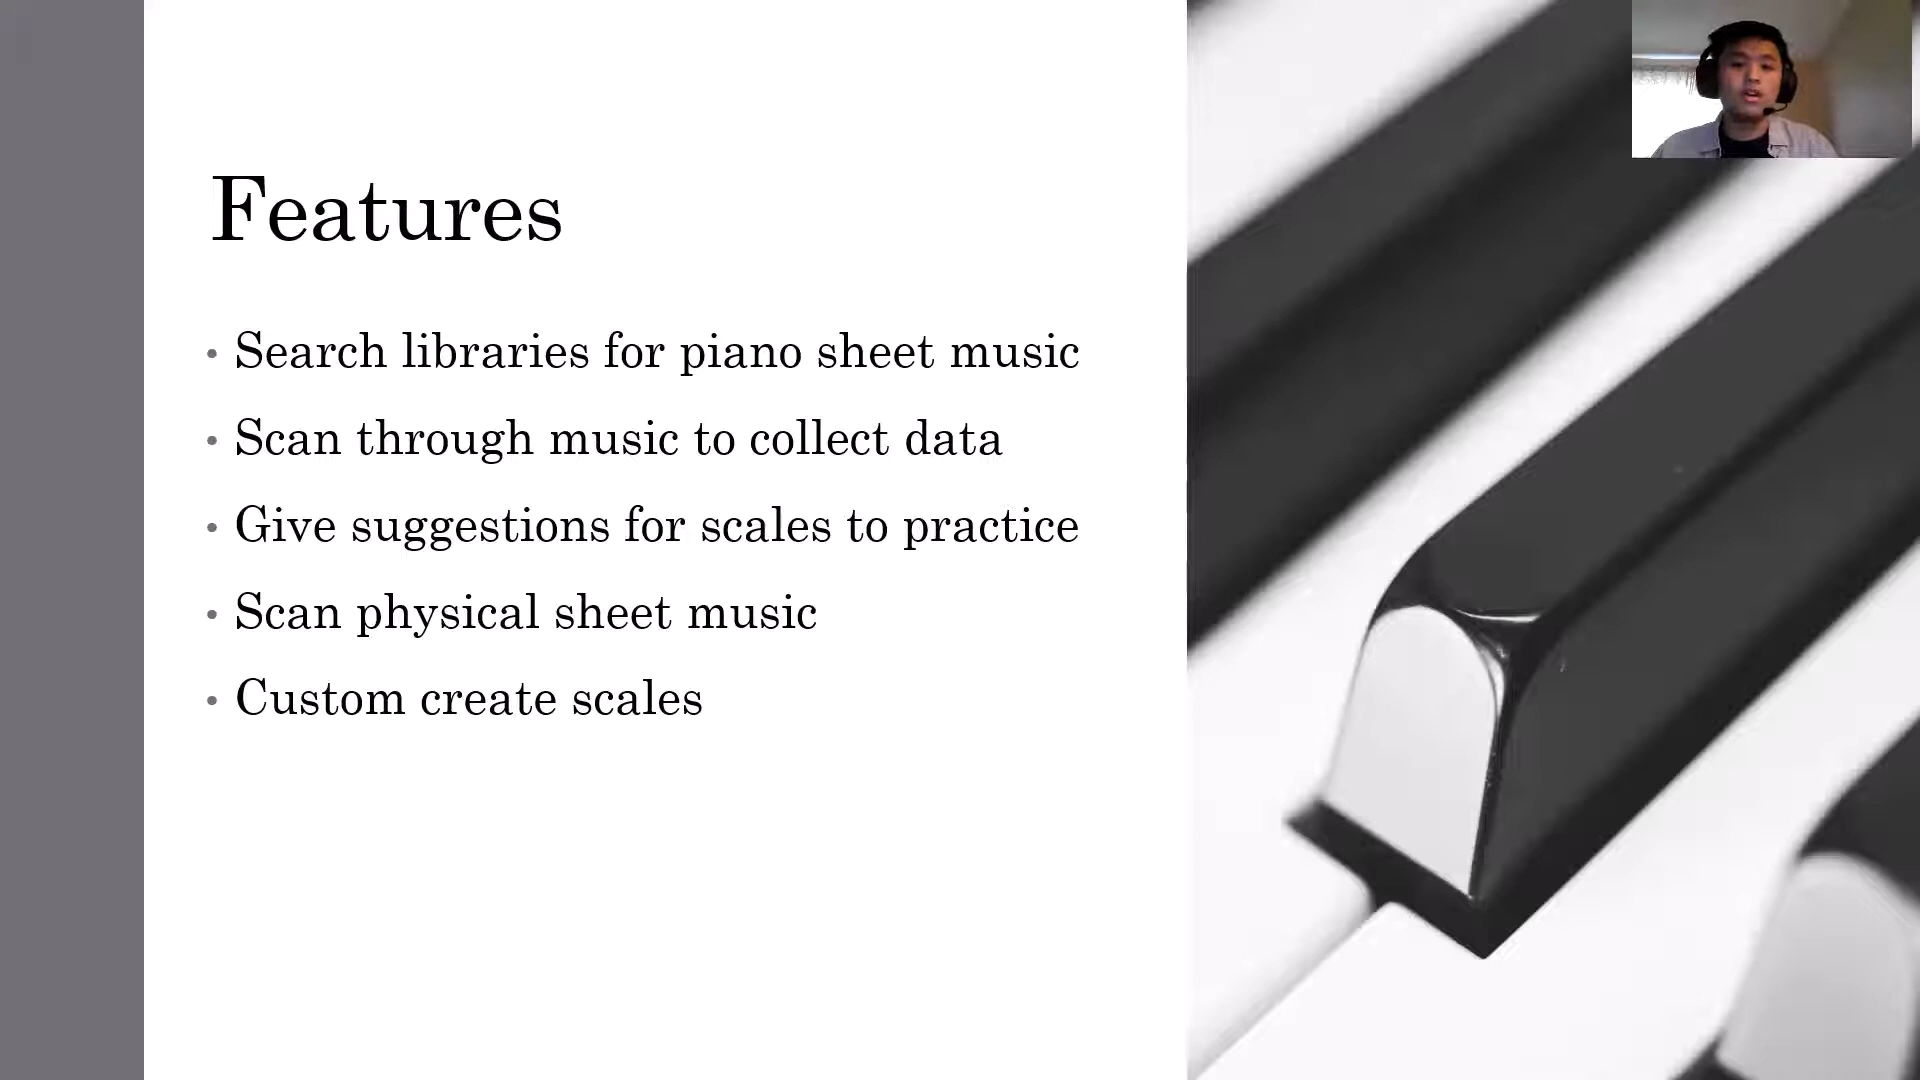 Features
• Search libraries for piano sheet music
• Scan through music to collect data
• Give suggestions for scales to practice
• Scan physical sheet music
• Custom create scales